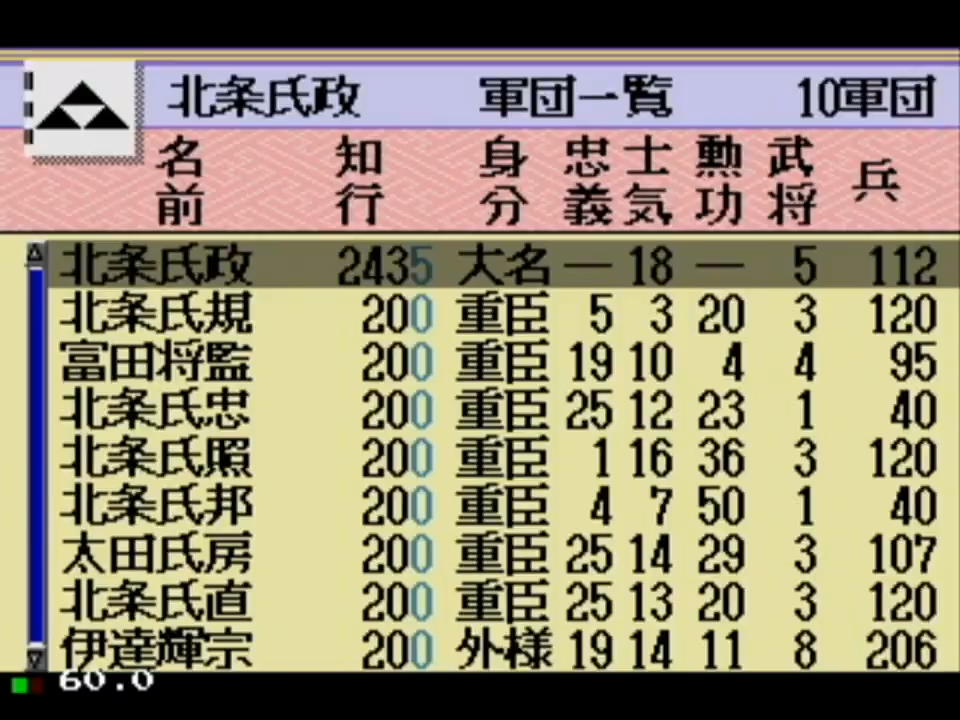 北条氏政 軍団一覧 10軍団
名前 知行 身分 忠義 士気 勲功 武将 兵
北条氏政 2435 大名 — 18 — 5 112
北条氏規 200 重臣 5 3 20 3 120
富田将監 200 重臣 19 10 4 4 95
北条氏忠 200 重臣 25 12 23 1 40
北条氏照 200 重臣 1 16 36 3 120
北条氏邦 200 重臣 4 7 50 1 40
太田氏房 200 重臣 25 14 29 3 107
北条氏直 200 重臣 25 13 20 3 120
伊達輝宗 200 外様 19 14 11 8 206
60.0